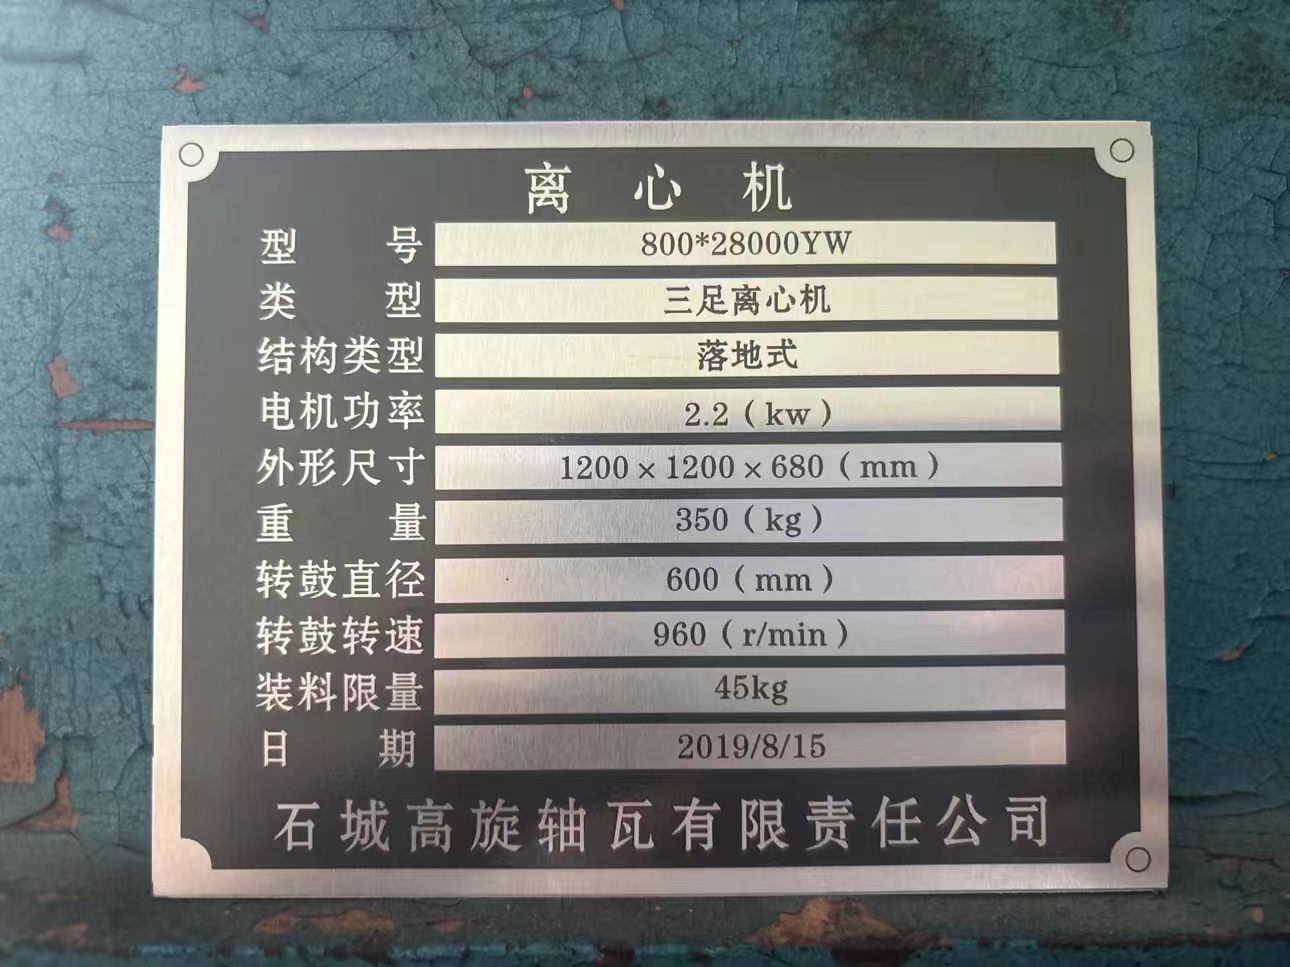 离心机
型号 800*28000YW
类型 三足离心机
结构类型 落地式
电机功率 2.2（kw）
外形尺寸 1200×1200×680（mm）
重量 350（kg）
转鼓直径 600（mm）
转鼓转速 960（r/min）
装料限量 45kg
日期 2019/8/15
石城高旋轴瓦有限责任公司